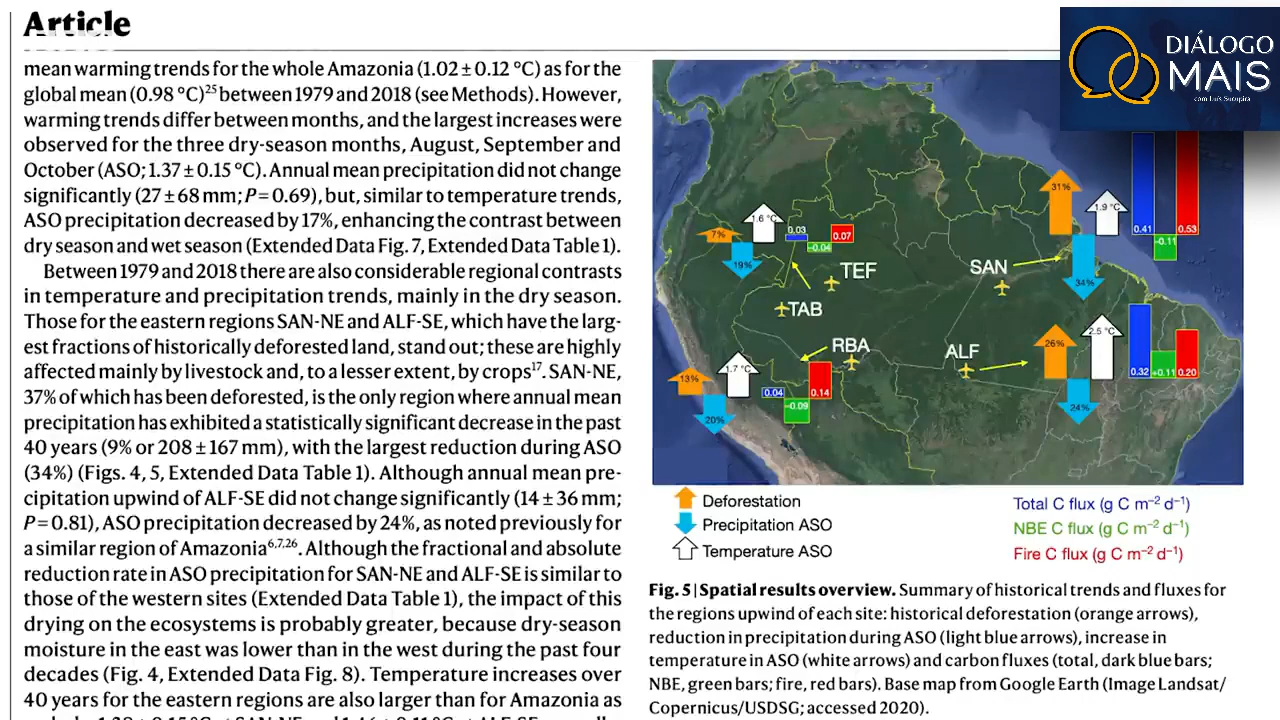 Article
mean warming trends for the whole Amazonia (1.02 ± 0.12 °C) as for the
global mean (0.98 °C)25 between 1979 and 2018 (see Methods). However,
warming trends differ between months, and the largest increases were
observed for the three dry-season months, August, September and
October (ASO; 1.37 ± 0.15 °C). Annual mean precipitation did not change
significantly (27 ± 68 mm; P = 0.69), but, similar to temperature trends,
ASO precipitation decreased by 17%, enhancing the contrast between
dry season and wet season (Extended Data Fig. 7, Extended Data Table 1).
Between 1979 and 2018 there are also considerable regional contrasts
in temperature and precipitation trends, mainly in the dry season.
Those for the eastern regions SAN-NE and ALF-SE, which have the larg-
est fractions of historically deforested land, stand out; these are highly
affected mainly by livestock and, to a lesser extent, by crops17. SAN-NE,
37% of which has been deforested, is the only region where annual mean
precipitation has exhibited a statistically significant decrease in the past
40 years (9% or 208 ± 167 mm), with the largest reduction during ASO
(34%) (Figs. 4, 5, Extended Data Table 1). Although annual mean pre-
cipitation upwind of ALF-SE did not change significantly (14 ± 36 mm;
P = 0.81), ASO precipitation decreased by 24%, as noted previously for
a similar region of Amazonia6,7,26. Although the fractional and absolute
reduction rate in ASO precipitation for SAN-NE and ALF-SE is similar to
those of the western sites (Extended Data Table 1), the impact of this
drying on the ecosystems is probably greater, because dry-season
moisture in the east was lower than in the west during the past four
decades (Fig. 4, Extended Data Fig. 8). Temperature increases over
40 years for the eastern regions are also larger than for Amazonia as
DIÁLOGO
MAIS
com Luís Sucupira
31%
1.9 °C
0.41
-0.11
0.53
34%
SAN
7%
1.6 °C
19%
0.03
-0.04
0.07
TEF
TAB
RBA
13%
1.7 °C
20%
0.04
-0.09
0.14
ALF
26%
2.5 °C
24%
0.32
+0.11
0.20
Deforestation
Precipitation ASO
Temperature ASO
Total C flux (g C m−2 d−1)
NBE C flux (g C m−2 d−1)
Fire C flux (g C m−2 d−1)
Fig. 5 | Spatial results overview. Summary of historical trends and fluxes for
the regions upwind of each site: historical deforestation (orange arrows),
reduction in precipitation during ASO (light blue arrows), increase in
temperature in ASO (white arrows) and carbon fluxes (total, dark blue bars;
NBE, green bars; fire, red bars). Base map from Google Earth (Image Landsat/
Copernicus/USDSG; accessed 2020).